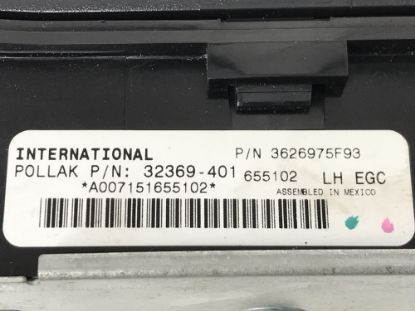 INTERNATIONAL P/N 3626975F93
POLLAK P/N: 32369-401 655102 LH EGC
*A007151655102* ASSEMBLED IN MEXICO